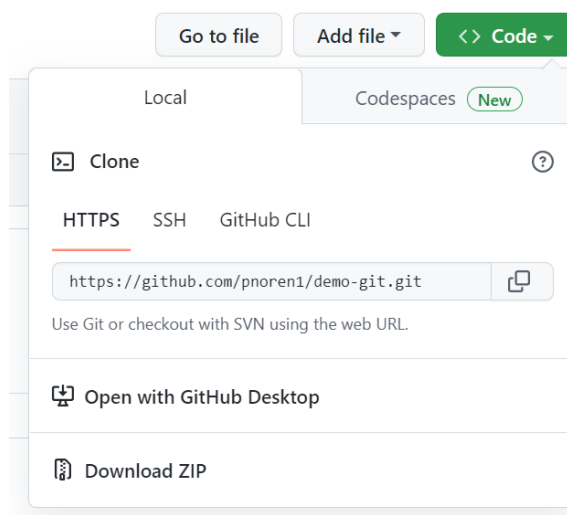 Go to file Add file <> Code
Local Codespaces New
Clone
HTTPS SSH GitHub CLI
https://github.com/pnoren1/demo-git.git
Use Git or checkout with SVN using the web URL.
Open with GitHub Desktop
Download ZIP